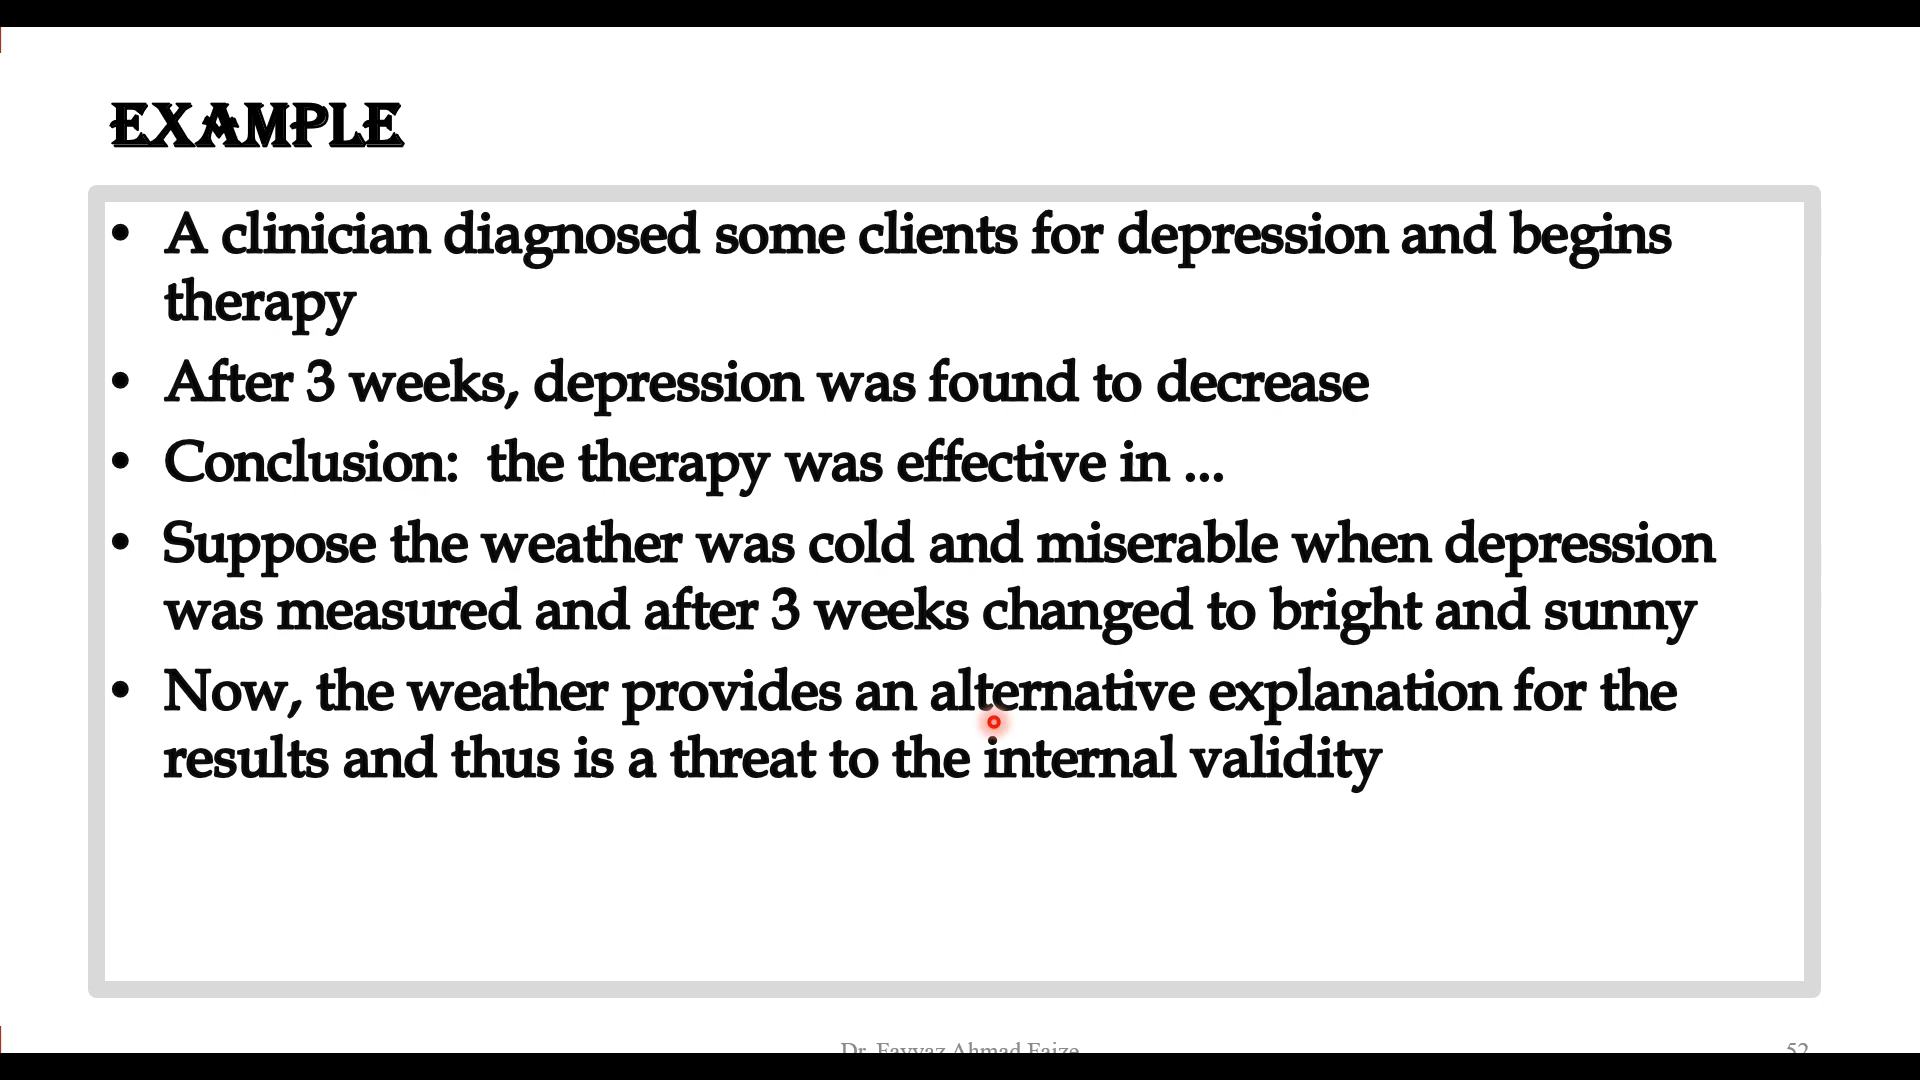 EXAMPLE
• A clinician diagnosed some clients for depression and begins
therapy
• After 3 weeks, depression was found to decrease
• Conclusion:  the therapy was effective in ...
• Suppose the weather was cold and miserable when depression
was measured and after 3 weeks changed to bright and sunny
• Now, the weather provides an alternative explanation for the
results and thus is a threat to the internal validity
Dr. Fayyaz Ahmad Faize
52